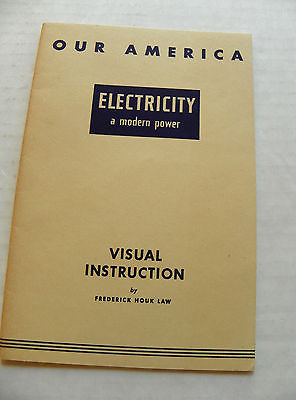 OUR AMERICA
ELECTRICITY
a modern power
VISUAL
INSTRUCTION
by
FREDERICK HOUK LAW